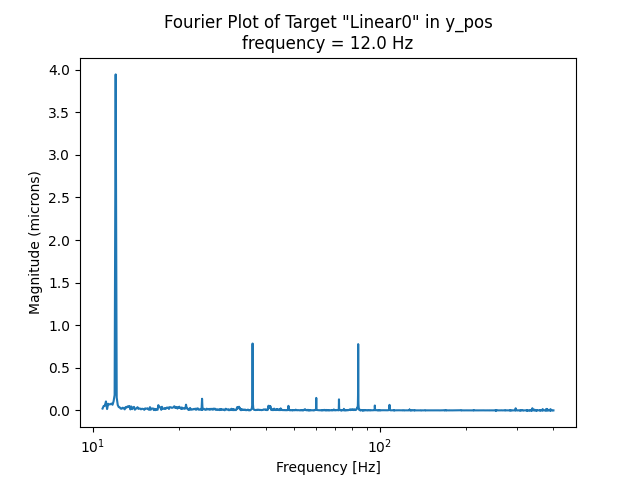 Fourier Plot of Target "Linear0" in y_pos
frequency = 12.0 Hz
4.0
3.5
3.0
2.5
2.0
1.5
1.0
0.5
0.0
Magnitude (microns)
10¹
10²
Frequency [Hz]